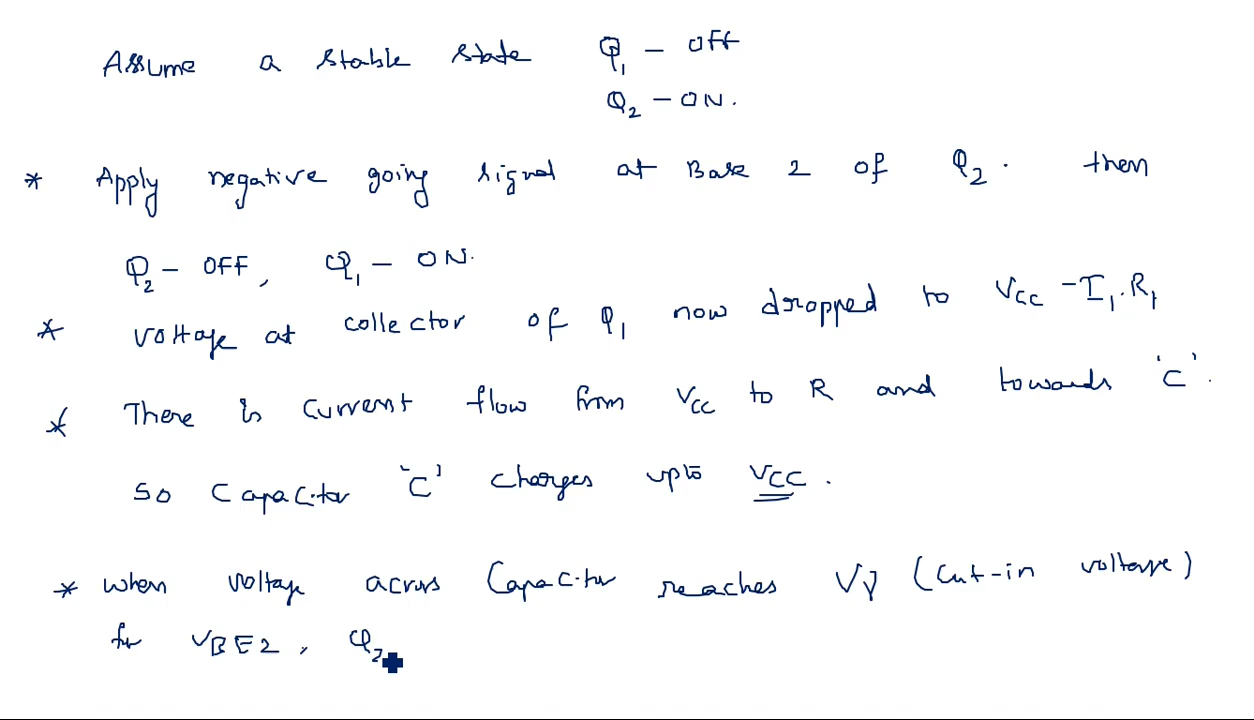 Assume a stable state Q1 - OFF
Q2 - ON.
* Apply negative going signal at Base 2 of Q2. then
Q2 - OFF, Q1 - ON.
* voltage at collector of Q1 now dropped to VCC - I1.R1
* There is current flow from VCC to R and towards 'C'.
so Capacitor 'C' charges upto VCC.
* when voltage across Capacitor reaches Vγ (Cut-in voltage)
for VBE2, Q2